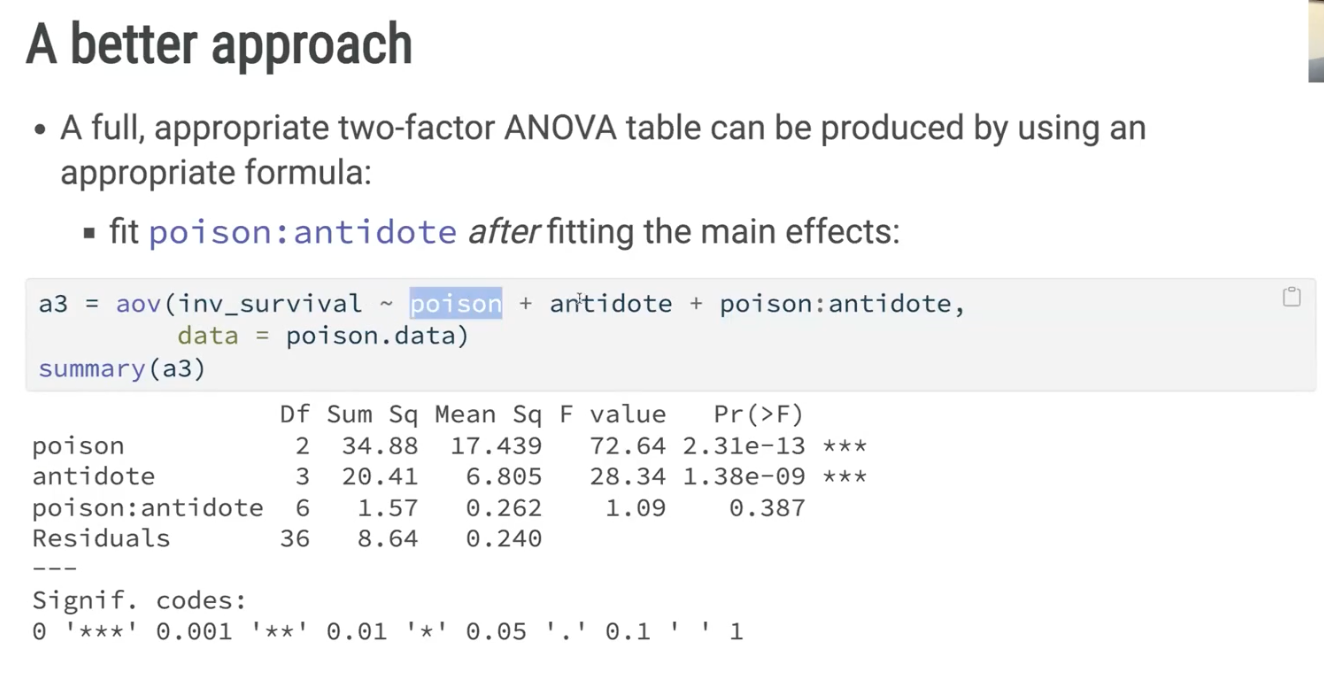 A better approach
• A full, appropriate two-factor ANOVA table can be produced by using an
appropriate formula:
▪ fit poison:antidote after fitting the main effects:
a3 = aov(inv_survival ~ poison + antidote + poison:antidote,
         data = poison.data)
summary(a3)
                Df Sum Sq Mean Sq F value   Pr(>F)
poison           2  34.88  17.439   72.64 2.31e-13 ***
antidote         3  20.41   6.805   28.34 1.38e-09 ***
poison:antidote  6   1.57   0.262    1.09    0.387
Residuals       36   8.64   0.240
---
Signif. codes:
0 '***' 0.001 '**' 0.01 '*' 0.05 '.' 0.1 ' ' 1